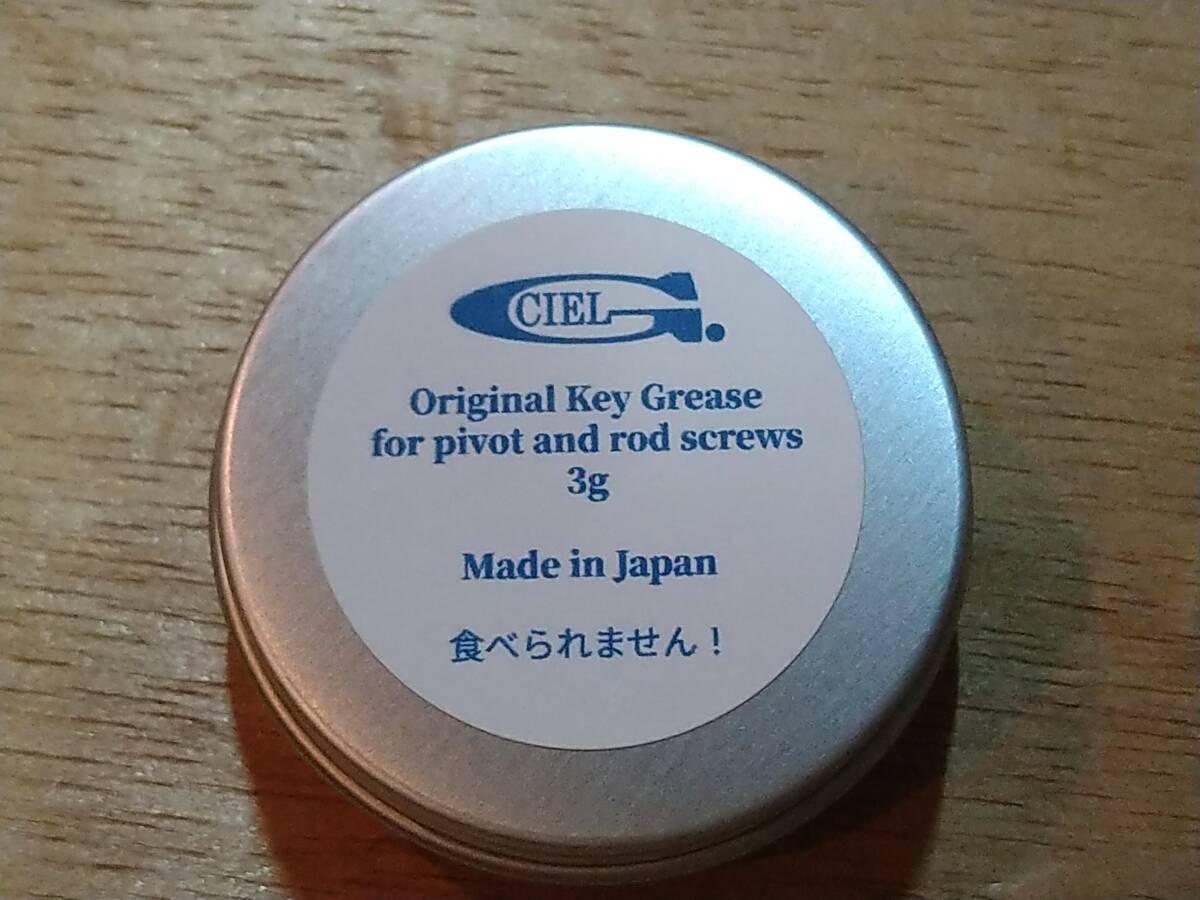 CIEL G.
Original Key Grease
for pivot and rod screws
3g
Made in Japan
食べられません！